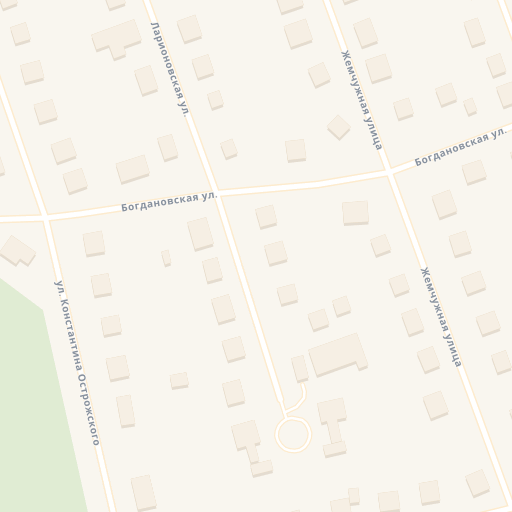 Ларионовская ул.
Жемчужная улица
Богдановская ул.
Богдановская ул.
ул. Константина Острожского
Жемчужная улица